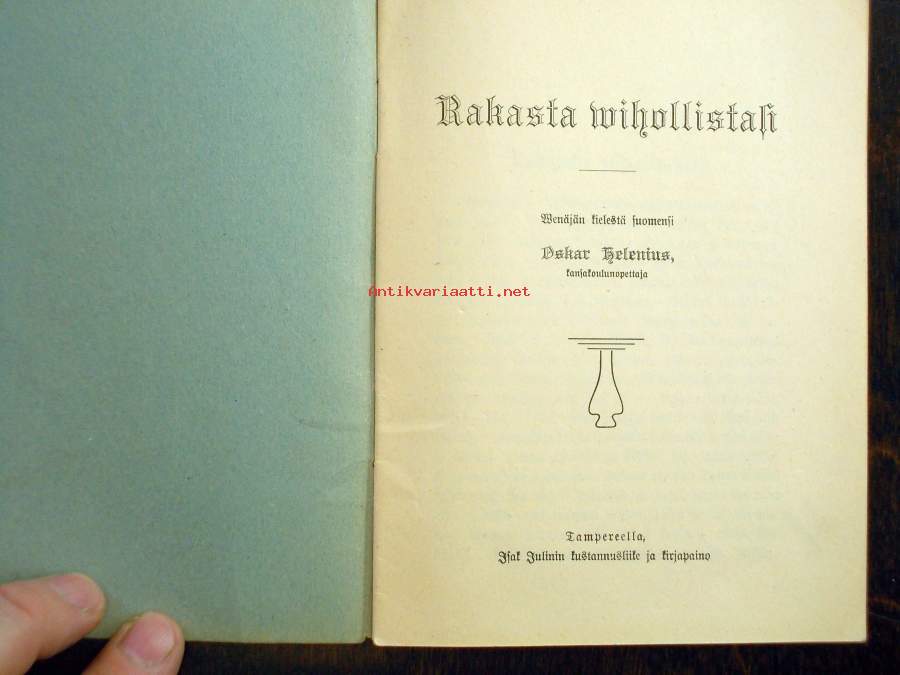 Rakasta wihollistasi
Wenäjän kielestä suomensi
Oskar Helenius,
kansakoulunopettaja
Antikvariaatti.net
Tampereella,
Isak Julinin kustannusliike ja kirjapaino